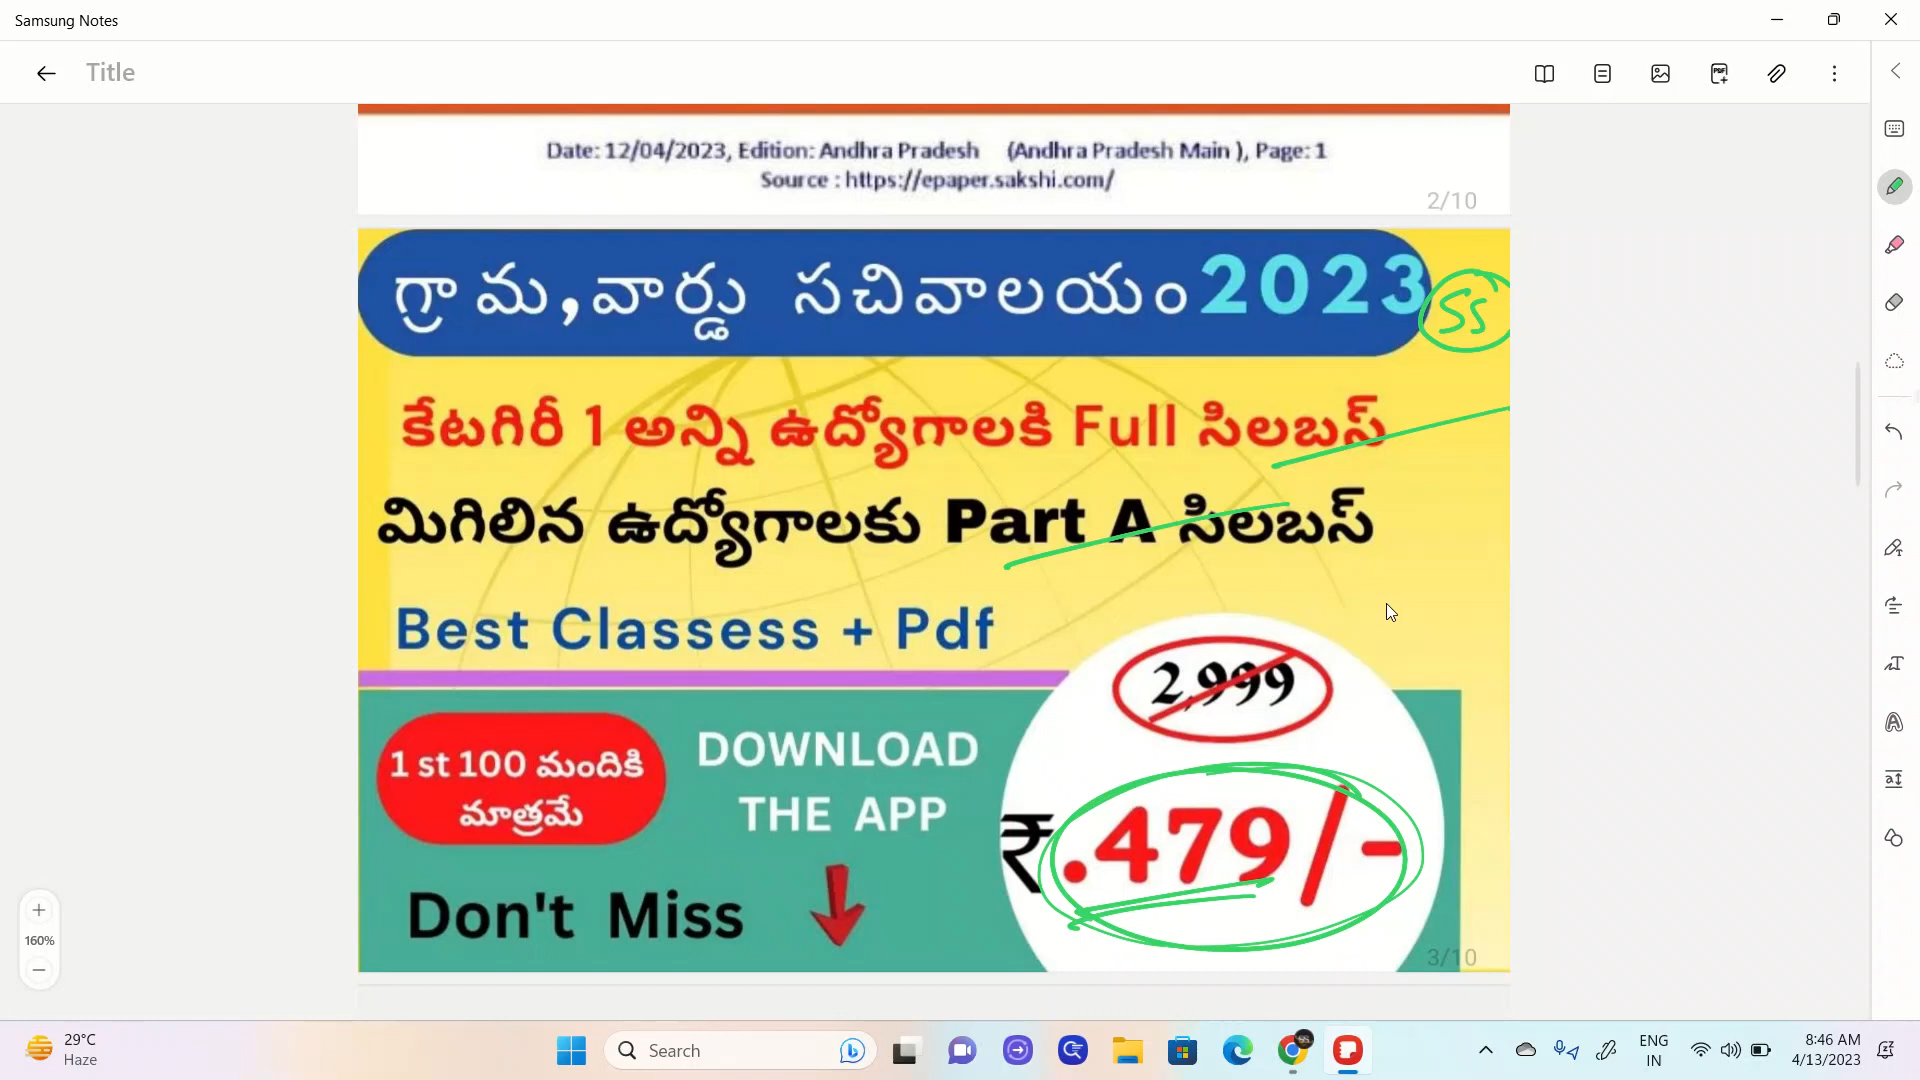 Samsung Notes
Title
Date: 12/04/2023, Edition: Andhra Pradesh (Andhra Pradesh Main ), Page: 1
Source : https://epaper.sakshi.com/
2/10
గ్రామ,వార్డు సచివాలయం2023
SS
కేటగిరీ 1 అన్ని ఉద్యోగాలకి Full సిలబస్
మిగిలిన ఉద్యోగాలకు Part A సిలబస్
Best Classess + Pdf
2,999
1 st 100 మందికి
మాత్రమే
DOWNLOAD
THE APP
₹.479/-
Don't Miss
3/10
160%
29°C
Haze
Search
ENG
IN
8:46 AM
4/13/2023